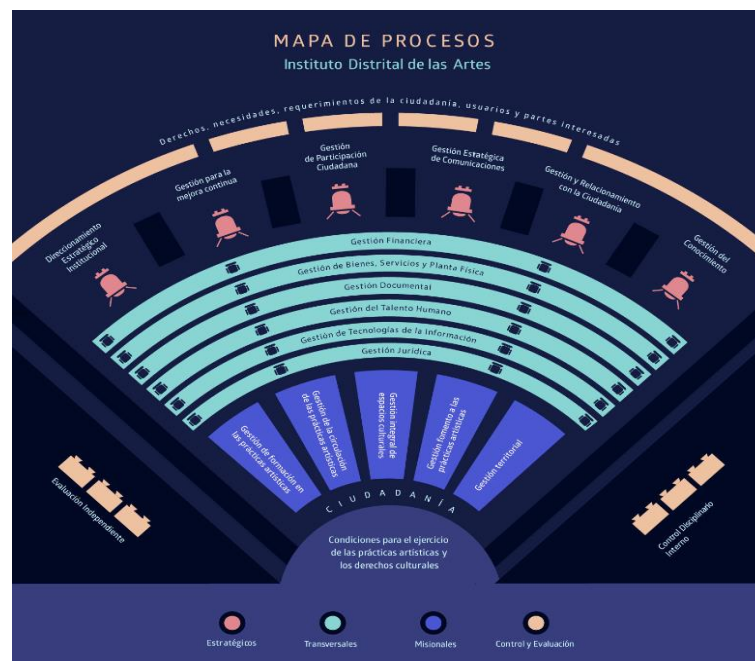 MAPA DE PROCESOS
Instituto Distrital de las Artes
Derechos, necesidades, requerimientos de la ciudadanía, usuarios y partes interesadas
Direccionamiento
Estratégico
Institucional
Gestión para la
mejora continua
Gestión
de Participación
Ciudadana
Gestión Estratégica
de Comunicaciones
Gestión y Relacionamiento
con la Ciudadanía
Gestión del
Conocimiento
Gestión Financiera
Gestión de Bienes, Servicios y Planta Física
Gestión Documental
Gestión del Talento Humano
Gestión de Tecnologías de la Información
Gestión Jurídica
Gestión de formación en
las practicas artísticas
Gestión de la circulación
de las prácticas artísticas
Gestión integral de
espacios culturales
Gestión fomento a las
prácticas artísticas
Gestión territorial
CIUDADANÍA
Condiciones para el ejercicio
de las prácticas artísticas y
los derechos culturales
Evaluación Independiente
Control Disciplinario
Interno
Estratégicos
Transversales
Misionales
Control y Evaluación